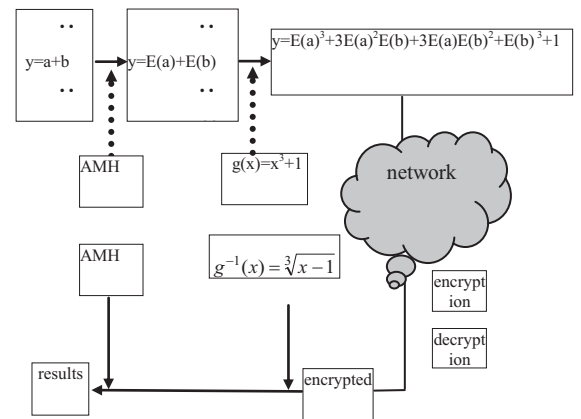 y=a+b
y=E(a)+E(b)
y=E(a)³+3E(a)²E(b)+3E(a)E(b)²+E(b)³+1
AMH
g(x)=x³+1
network
AMH
g⁻¹(x)=∛x−1
encrypt
ion
decrypt
ion
results
encrypted